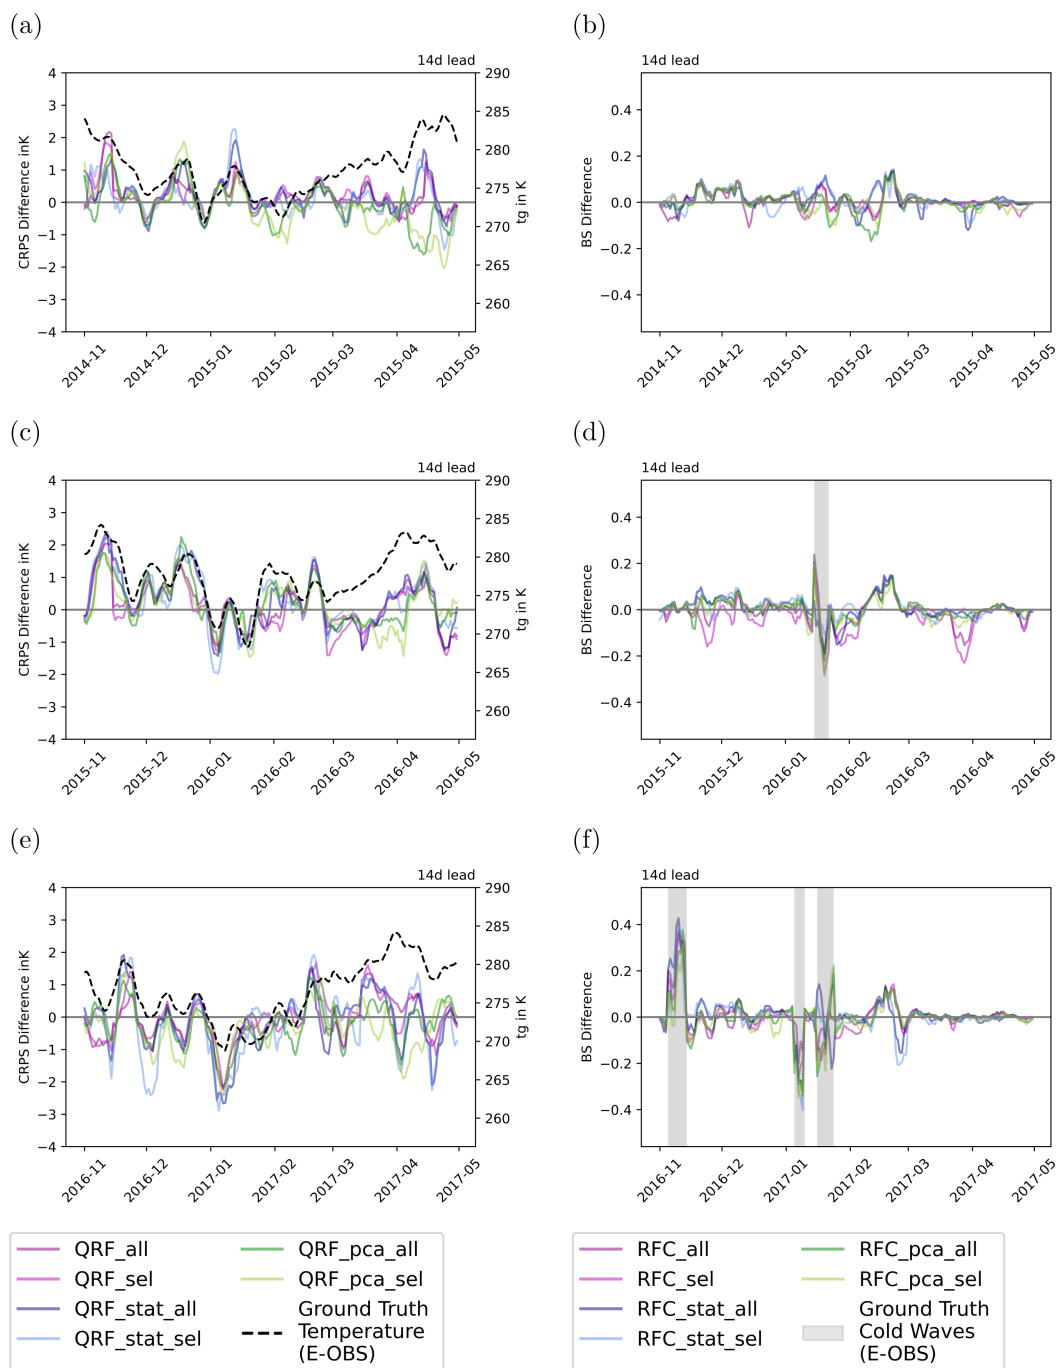 (a)
14d lead
CRPS Difference inK
4
3
2
1
0
−1
−2
−3
−4
290
285
280
275
270
265
260
tg in K
2014-11
2014-12
2015-01
2015-02
2015-03
2015-04
2015-05
(b)
14d lead
BS Difference
0.4
0.2
0.0
−0.2
−0.4
2014-11
2014-12
2015-01
2015-02
2015-03
2015-04
2015-05
(c)
14d lead
CRPS Difference inK
4
3
2
1
0
−1
−2
−3
−4
290
285
280
275
270
265
260
tg in K
2015-11
2015-12
2016-01
2016-02
2016-03
2016-04
2016-05
(d)
14d lead
BS Difference
0.4
0.2
0.0
−0.2
−0.4
2015-11
2015-12
2016-01
2016-02
2016-03
2016-04
2016-05
(e)
14d lead
CRPS Difference inK
4
3
2
1
0
−1
−2
−3
−4
290
285
280
275
270
265
260
tg in K
2016-11
2016-12
2017-01
2017-02
2017-03
2017-04
2017-05
(f)
14d lead
BS Difference
0.4
0.2
0.0
−0.2
−0.4
2016-11
2016-12
2017-01
2017-02
2017-03
2017-04
2017-05
QRF_all
QRF_sel
QRF_stat_all
QRF_stat_sel
QRF_pca_all
QRF_pca_sel
Ground Truth
Temperature
(E-OBS)
RFC_all
RFC_sel
RFC_stat_all
RFC_stat_sel
RFC_pca_all
RFC_pca_sel
Ground Truth
Cold Waves
(E-OBS)